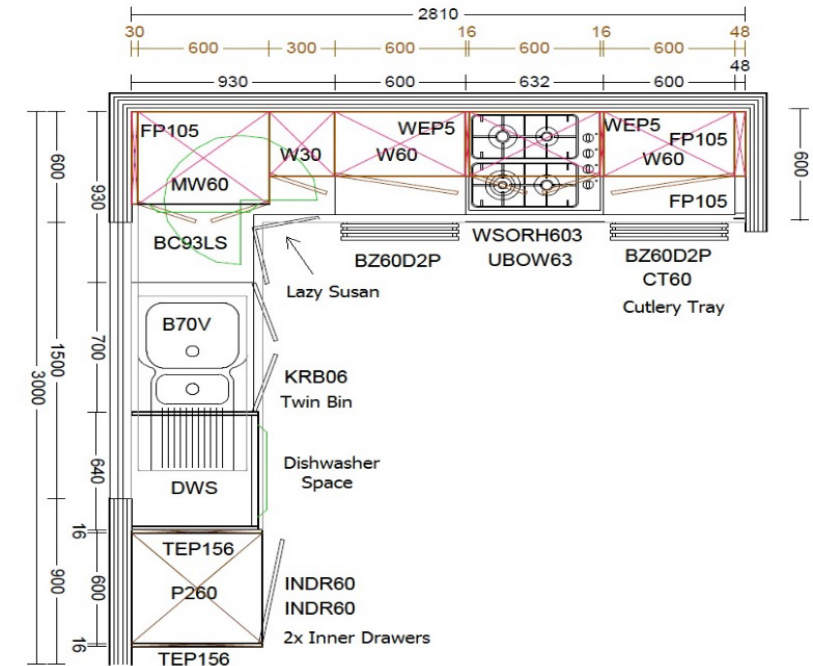 2810
30 16 16 48
600 300 600 600 600
48
930 600 632 600
FP105 WEP5 WEP5 FP105
W30 W60 W60
MW60
FP105
600 930 600
BC93LS
WSORH603
BZ60D2P UBOW63 BZ60D2P
CT60
Lazy Susan
Cutlery Tray
B70V
700
1500
3000
KRB06
Twin Bin
640
Dishwasher
Space
DWS
16
TEP156
900 600
P260
INDR60
INDR60
2x Inner Drawers
16
TEP156